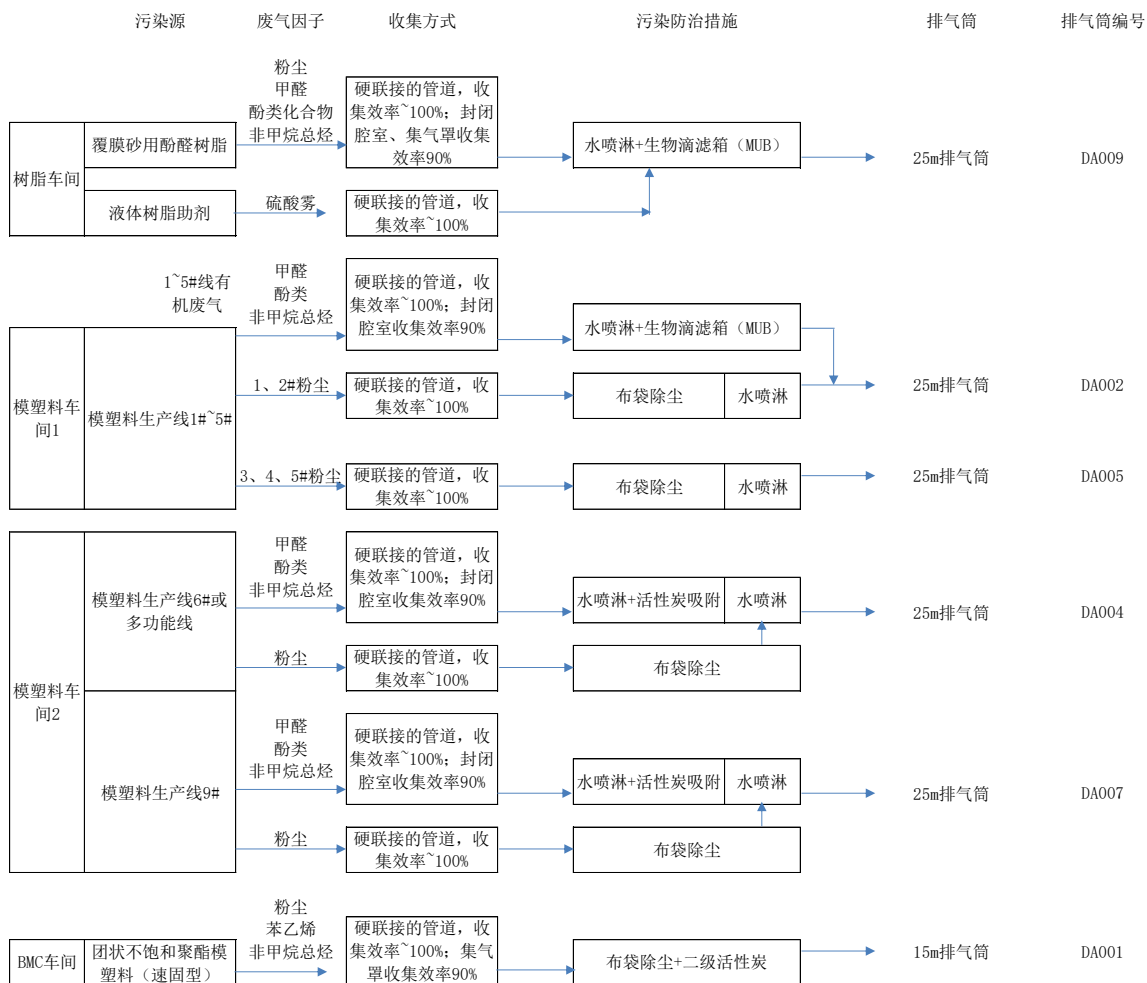 污染源 废气因子 收集方式 污染防治措施 排气筒 排气筒编号
树脂车间
覆膜砂用酚醛树脂
粉尘
甲醛
酚类化合物
非甲烷总烃
硬联接的管道，收
集效率~100%；封闭
腔室、集气罩收集
效率90%
水喷淋+生物滴滤箱（MUB）
25m排气筒
DA009
液体树脂助剂
硫酸雾
硬联接的管道，收
集效率~100%
模塑料车
间1
模塑料生产线1#~5#
1~5#线有
机废气
甲醛
酚类
非甲烷总烃
硬联接的管道，收
集效率~100%；封闭
腔室收集效率90%
水喷淋+生物滴滤箱（MUB）
1、2#粉尘
硬联接的管道，收
集效率~100%
布袋除尘
水喷淋
25m排气筒
DA002
3、4、5#粉尘
硬联接的管道，收
集效率~100%
布袋除尘
水喷淋
25m排气筒
DA005
模塑料车
间2
模塑料生产线6#或
多功能线
甲醛
酚类
非甲烷总烃
硬联接的管道，收
集效率~100%；封闭
腔室收集效率90%
水喷淋+活性炭吸附
水喷淋
25m排气筒
DA004
粉尘
硬联接的管道，收
集效率~100%
布袋除尘
模塑料生产线9#
甲醛
酚类
非甲烷总烃
硬联接的管道，收
集效率~100%；封闭
腔室收集效率90%
水喷淋+活性炭吸附
水喷淋
25m排气筒
DA007
粉尘
硬联接的管道，收
集效率~100%
布袋除尘
BMC车间
团状不饱和聚酯模
塑料（速固型）
粉尘
苯乙烯
非甲烷总烃
硬联接的管道，收
集效率~100%；集气
罩收集效率90%
布袋除尘+二级活性炭
15m排气筒
DA001